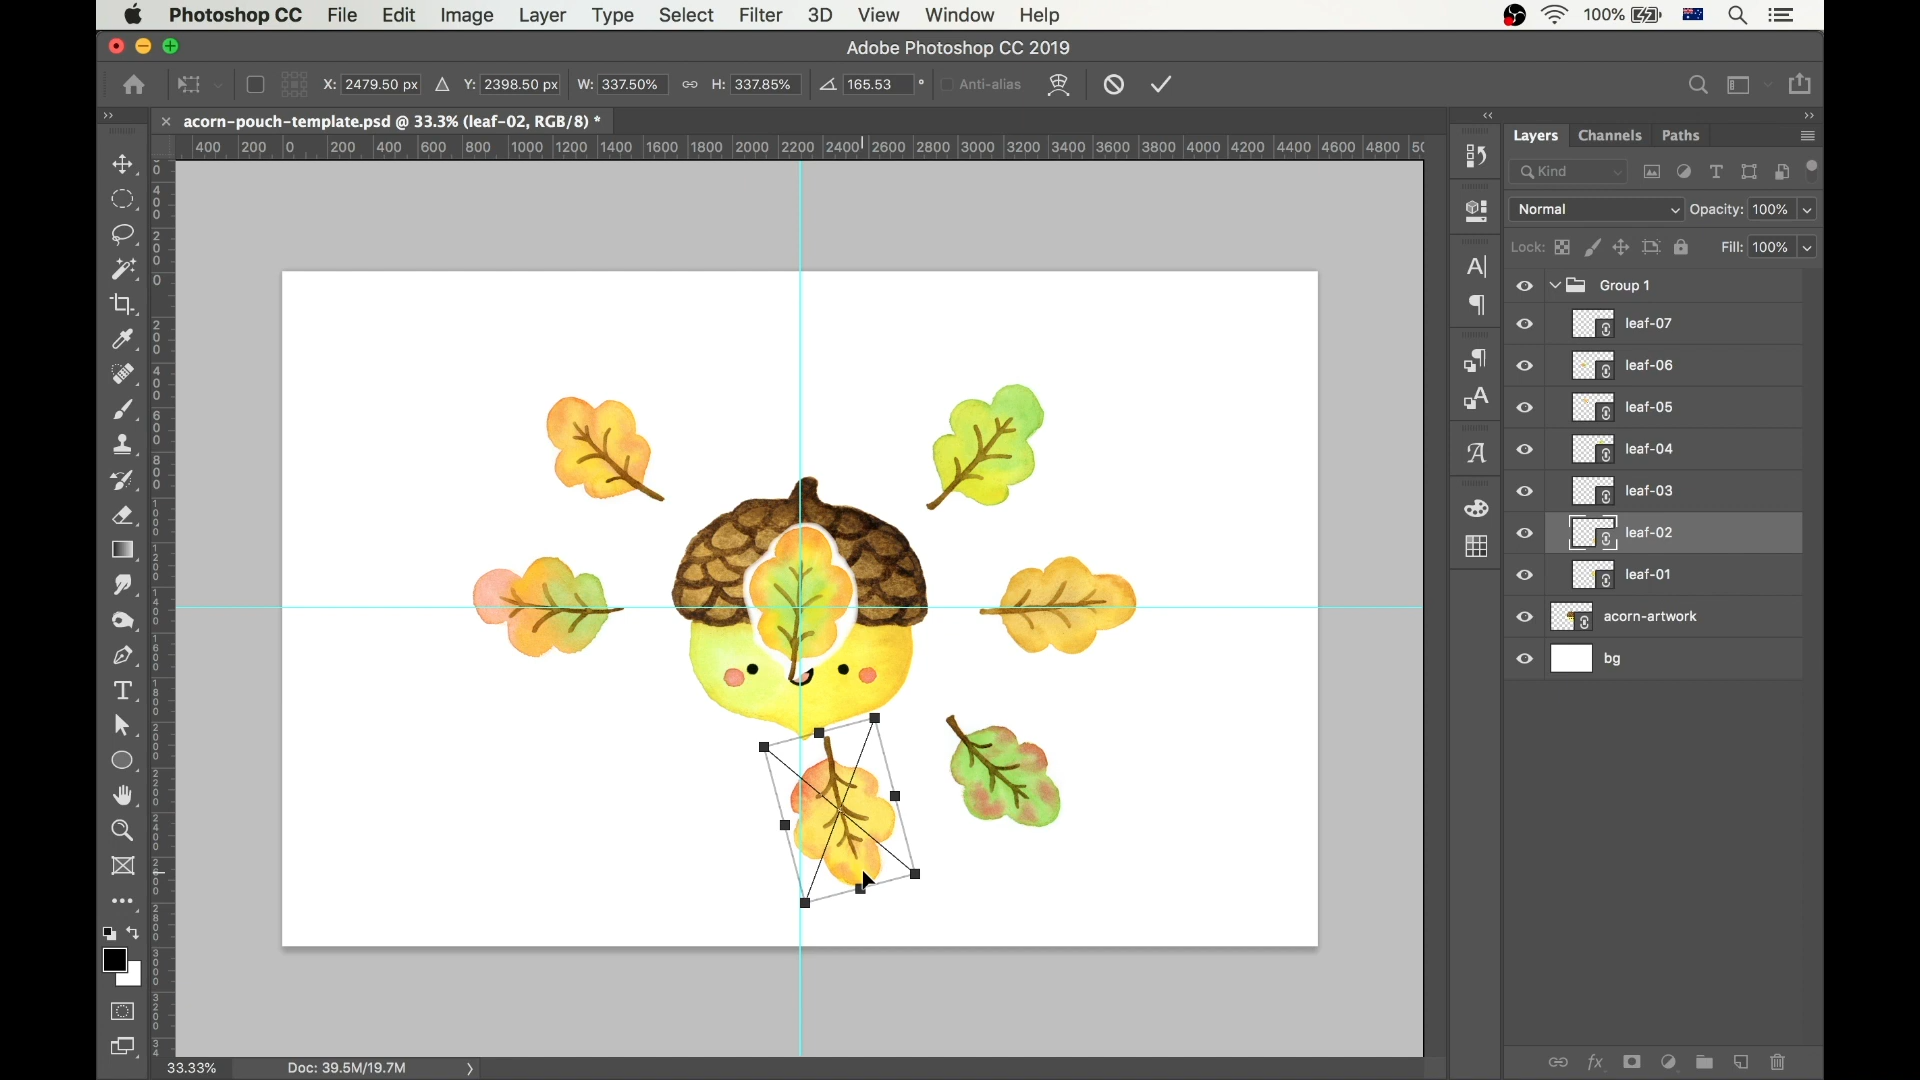 Photoshop CC File Edit Image Layer Type Select Filter 3D View Window Help 100%
Adobe Photoshop CC 2019
X: 2479.50 px Y: 2398.50 px W: 337.50% H: 337.85% 165.53 ° Anti-alias
acorn-pouch-template.psd @ 33.3% (leaf-02, RGB/8) *
400 200 0 200 400 600 800 1000 1200 1400 1600 1800 2000 2200 2400 2600 2800 3000 3200 3400 3600 3800 4000 4200 4400 4600 4800
Layers Channels Paths
Kind
Normal Opacity: 100%
Lock: Fill: 100%
Group 1
leaf-07
leaf-06
leaf-05
leaf-04
leaf-03
leaf-02
leaf-01
acorn-artwork
bg
33.33% Doc: 39.5M/19.7M